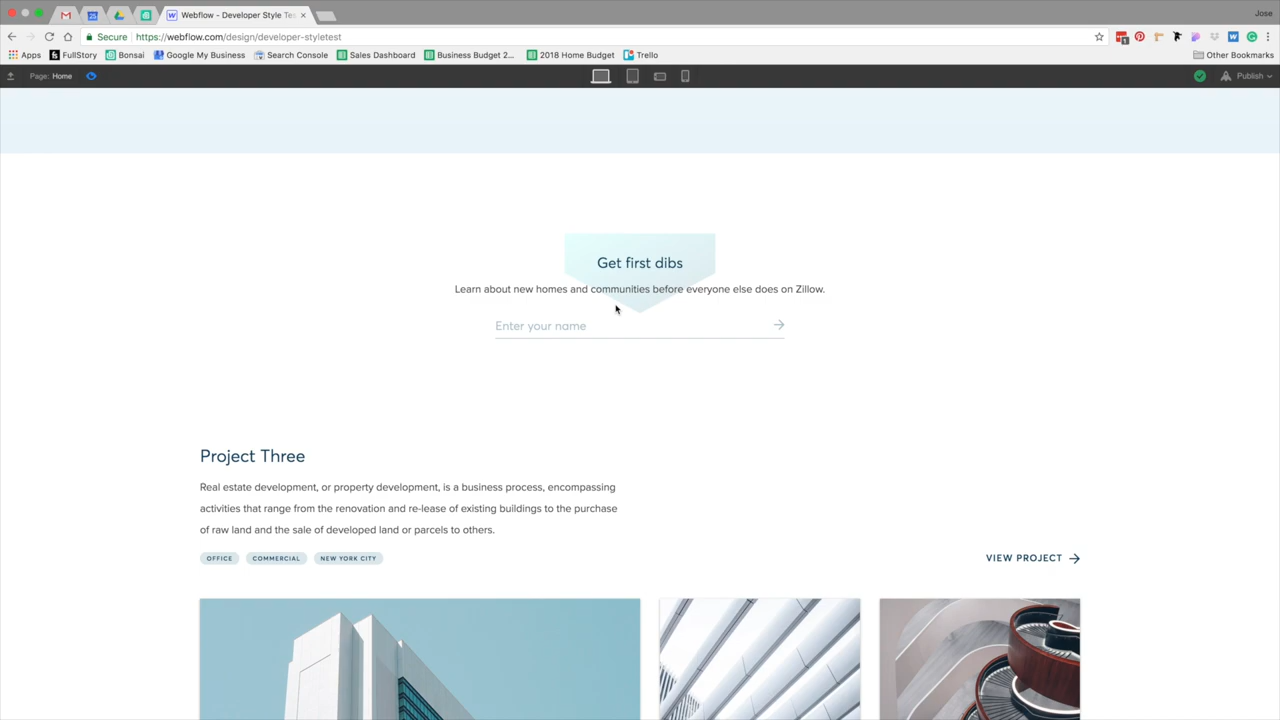 Webflow - Developer Style Tes
Jose
Secure https://webflow.com/design/developer-styletest
Apps FullStory Bonsai Google My Business Search Console Sales Dashboard Business Budget 2... 2018 Home Budget Trello Other Bookmarks
Page: Home Publish
Get first dibs
Learn about new homes and communities before everyone else does on Zillow.
Enter your name
Project Three
Real estate development, or property development, is a business process, encompassing
activities that range from the renovation and re-lease of existing buildings to the purchase
of raw land and the sale of developed land or parcels to others.
OFFICE COMMERCIAL NEW YORK CITY VIEW PROJECT